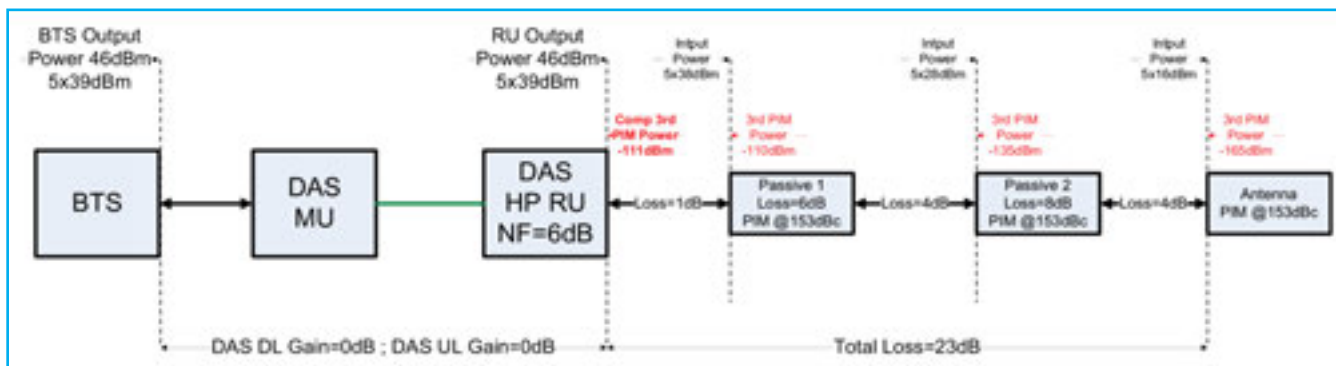 BTS Output
Power 46dBm
5x39dBm
RU Output
Power 46dBm
5x39dBm
Intput
Power
5x38dBm
Intput
Power
5x28dBm
Intput
Power
5x16dBm
Comp 3rd
PIM Power
-111dBm
3rd PIM
Power
-110dBm
3rd PIM
Power
-135dBm
3rd PIM
Power
-165dBm
BTS
DAS
MU
DAS
HP RU
NF=6dB
Loss=1dB
Passive 1
Loss=6dB
PIM @153dBc
Loss=4dB
Passive 2
Loss=8dB
PIM @153dBc
Loss=4dB
Antenna
PIM @153dBc
DAS DL Gain=0dB ; DAS UL Gain=0dB
Total Loss=23dB